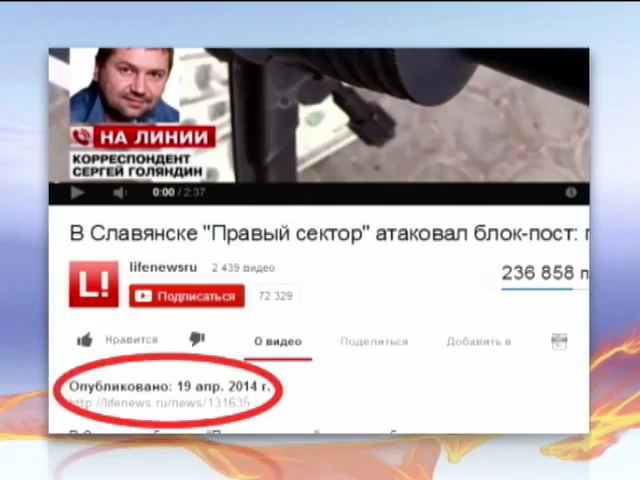 НА ЛИНИИ
КОРРЕСПОНДЕНТ
СЕРГЕЙ ГОЛЯНДИН
0:00 / 2:37
В Славянске "Правый сектор" атаковал блок-пост: п
L!
lifenewsru 2 439 видео
Подписаться 72 329
236 858 п
Нравится О видео Поделиться Добавить в
Опубликовано: 19 апр. 2014 г.
http://lifenews.ru/news/131635